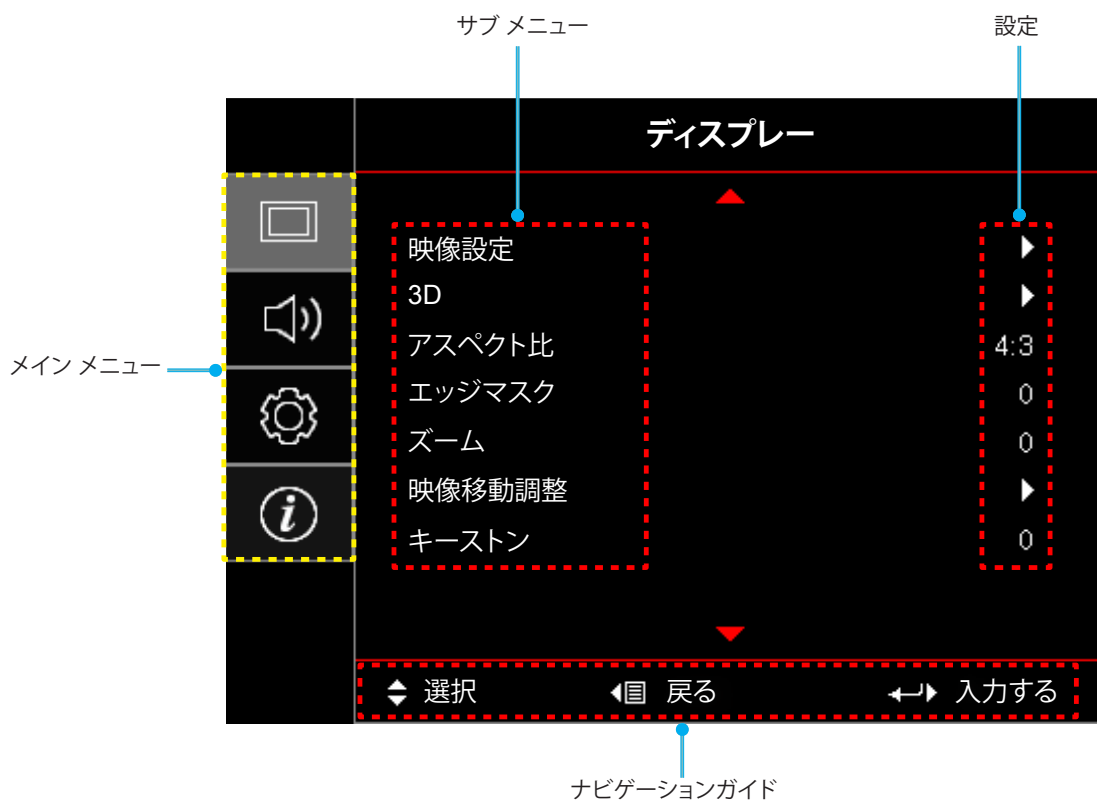 サブ メニュー
設定
ディスプレー
映像設定
3D
アスペクト比 4:3
エッジマスク 0
ズーム 0
映像移動調整
キーストン 0
メイン メニュー
選択 戻る 入力する
ナビゲーションガイド